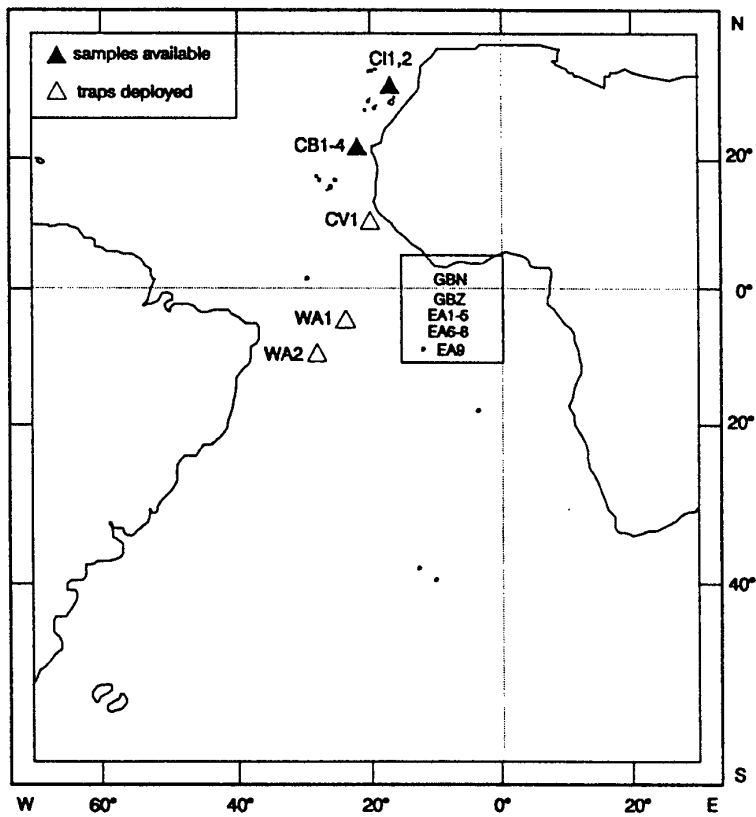 N
samples available
traps deployed
CI1,2
CB1-4
20°
CV1
GBN
0°
GBZ
EA1-5
WA1
EA6-8
WA2
EA9
20°
40°
S
W
60°
40°
20°
0°
20°
E